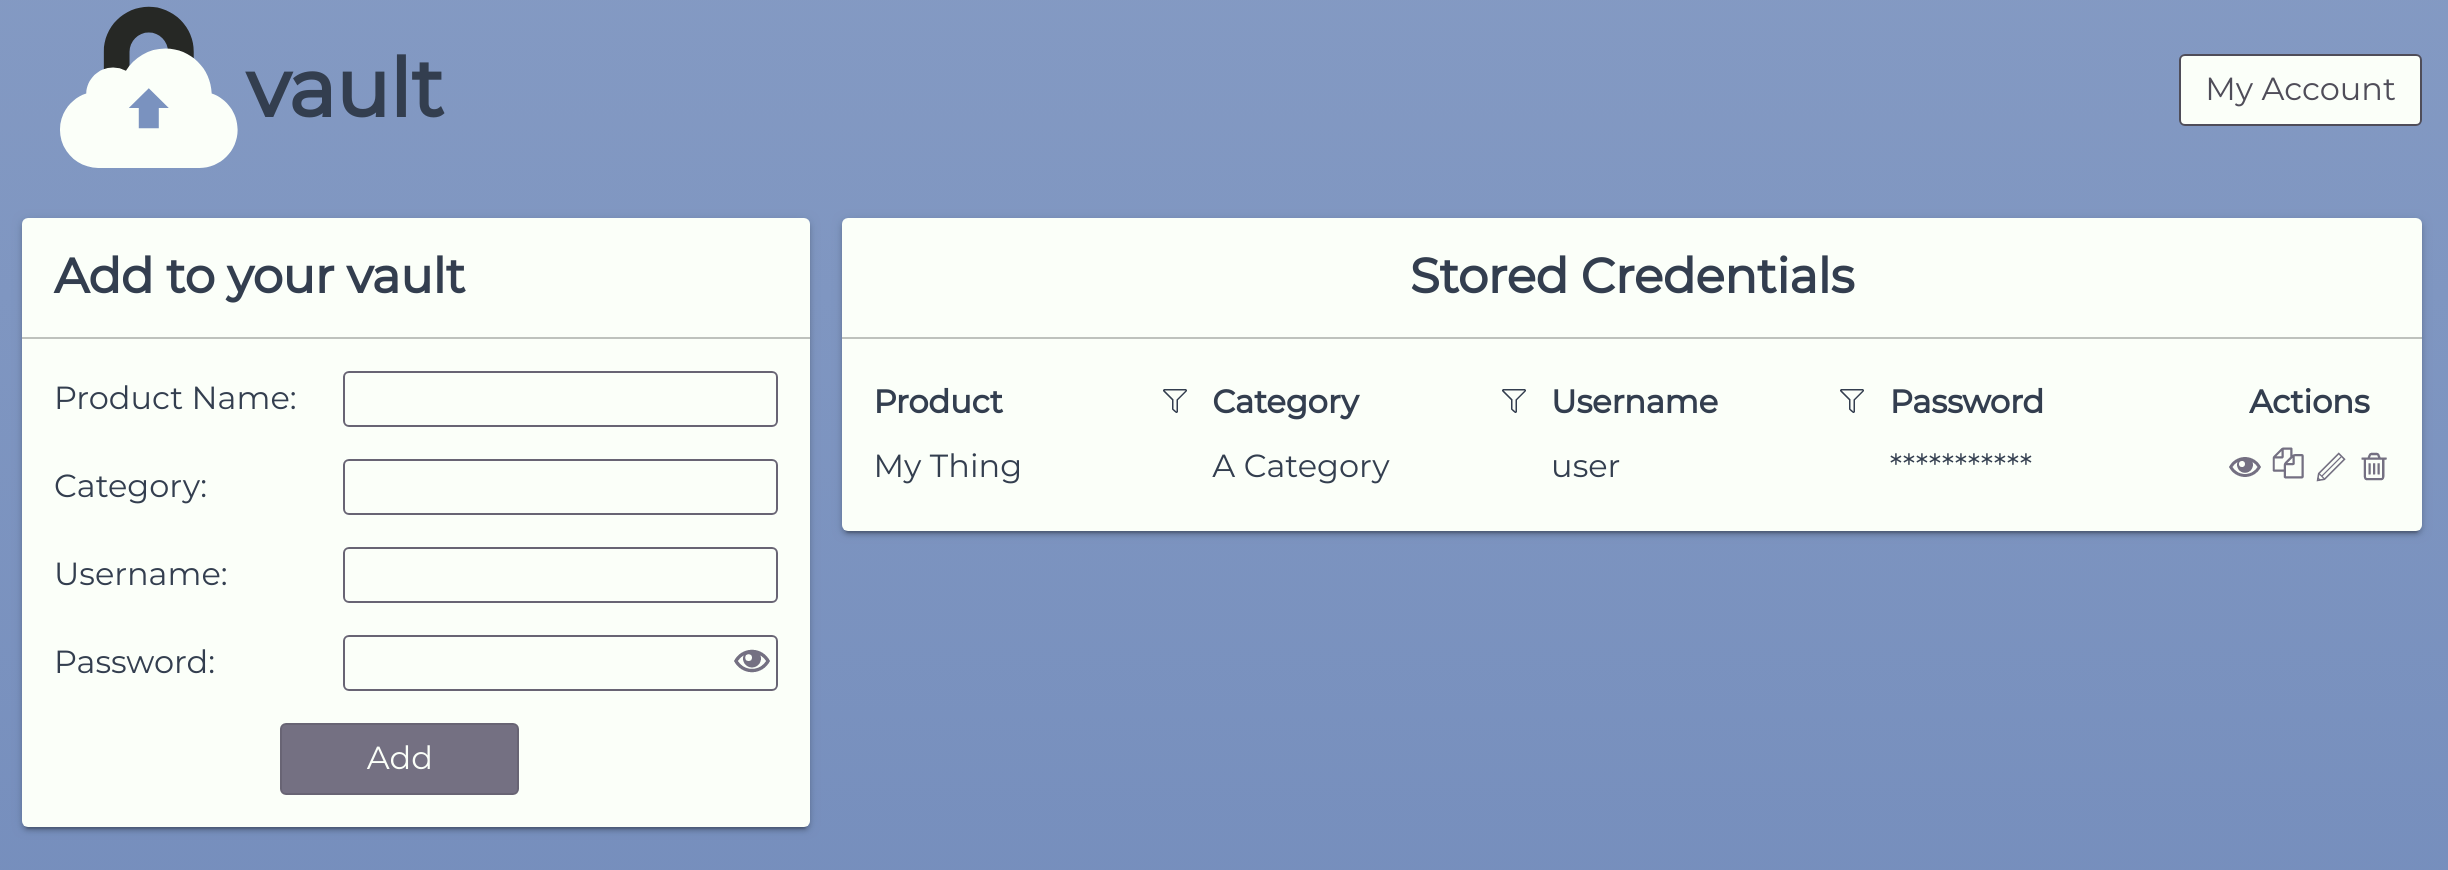 vault
My Account
Add to your vault
Product Name:
Category:
Username:
Password:
Add
Stored Credentials
Product Category Username Password Actions
My Thing A Category user ***********